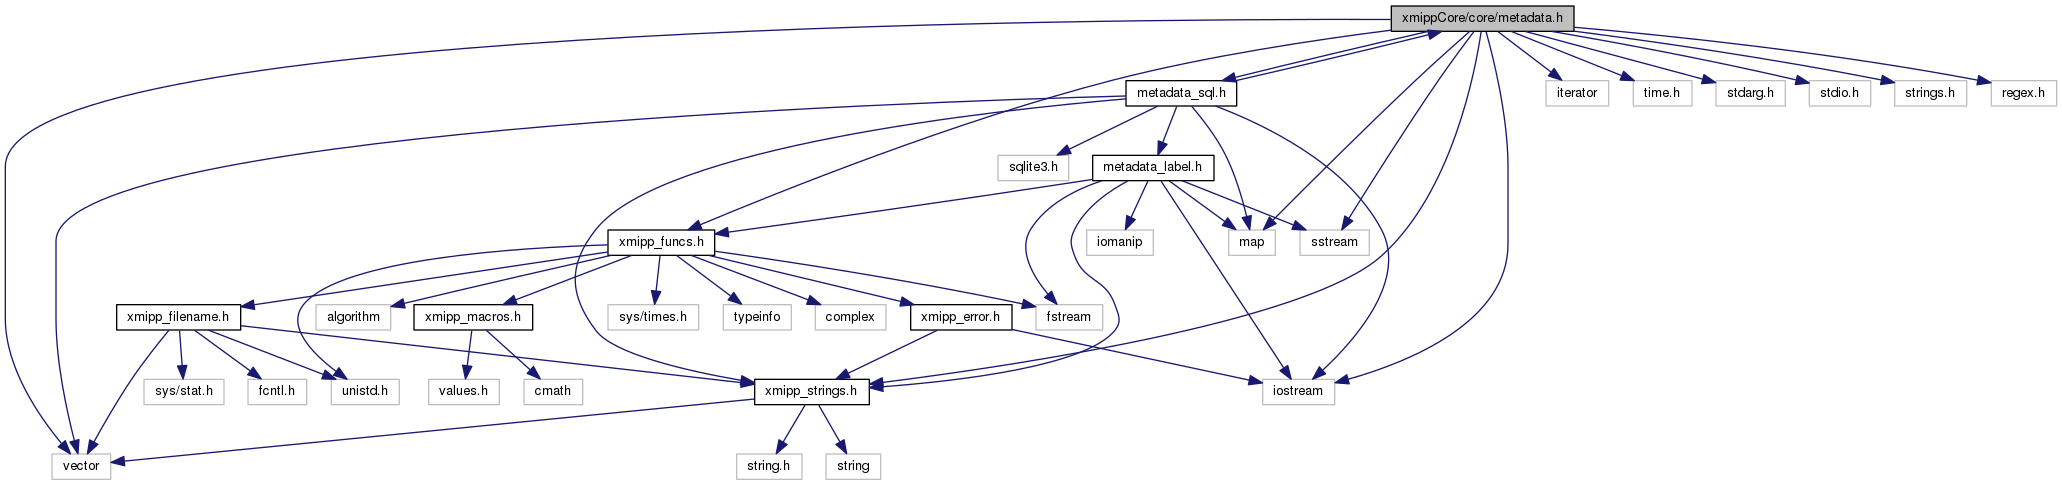 xmippCore/core/metadata.h
metadata_sql.h
iterator
time.h
stdarg.h
stdio.h
strings.h
regex.h
sqlite3.h
metadata_label.h
xmipp_funcs.h
iomanip
map
sstream
xmipp_filename.h
algorithm
xmipp_macros.h
sys/times.h
typeinfo
complex
xmipp_error.h
fstream
sys/stat.h
fcntl.h
unistd.h
values.h
cmath
xmipp_strings.h
iostream
vector
string.h
string